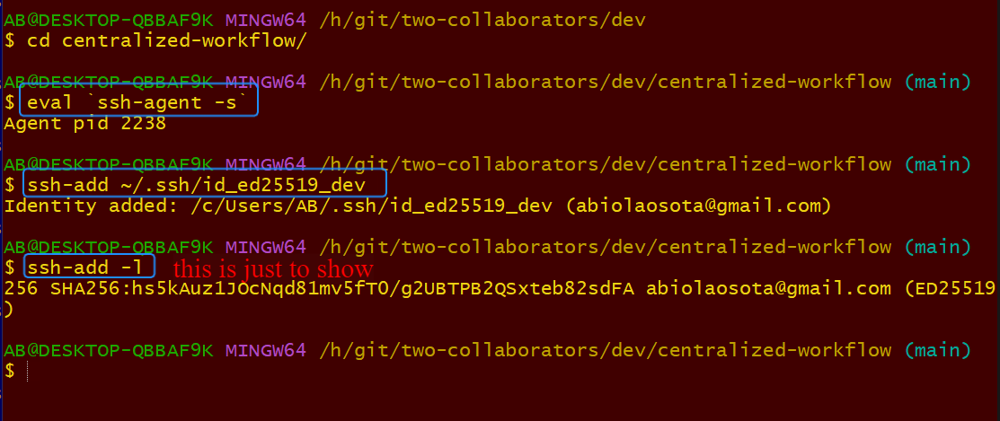 AB@DESKTOP-QBBAF9K MINGW64 /h/git/two-collaborators/dev
$ cd centralized-workflow/
AB@DESKTOP-QBBAF9K MINGW64 /h/git/two-collaborators/dev/centralized-workflow (main)
$ eval `ssh-agent -s`
Agent pid 2238
AB@DESKTOP-QBBAF9K MINGW64 /h/git/two-collaborators/dev/centralized-workflow (main)
$ ssh-add ~/.ssh/id_ed25519_dev
Identity added: /c/Users/AB/.ssh/id_ed25519_dev (abiolaosota@gmail.com)
AB@DESKTOP-QBBAF9K MINGW64 /h/git/two-collaborators/dev/centralized-workflow (main)
$ ssh-add -l this is just to show
256 SHA256:hs5kAuz1JOcNqd81mv5fT0/g2UBTPB2QSxteb82sdFA abiolaosota@gmail.com (ED25519
)
AB@DESKTOP-QBBAF9K MINGW64 /h/git/two-collaborators/dev/centralized-workflow (main)
$